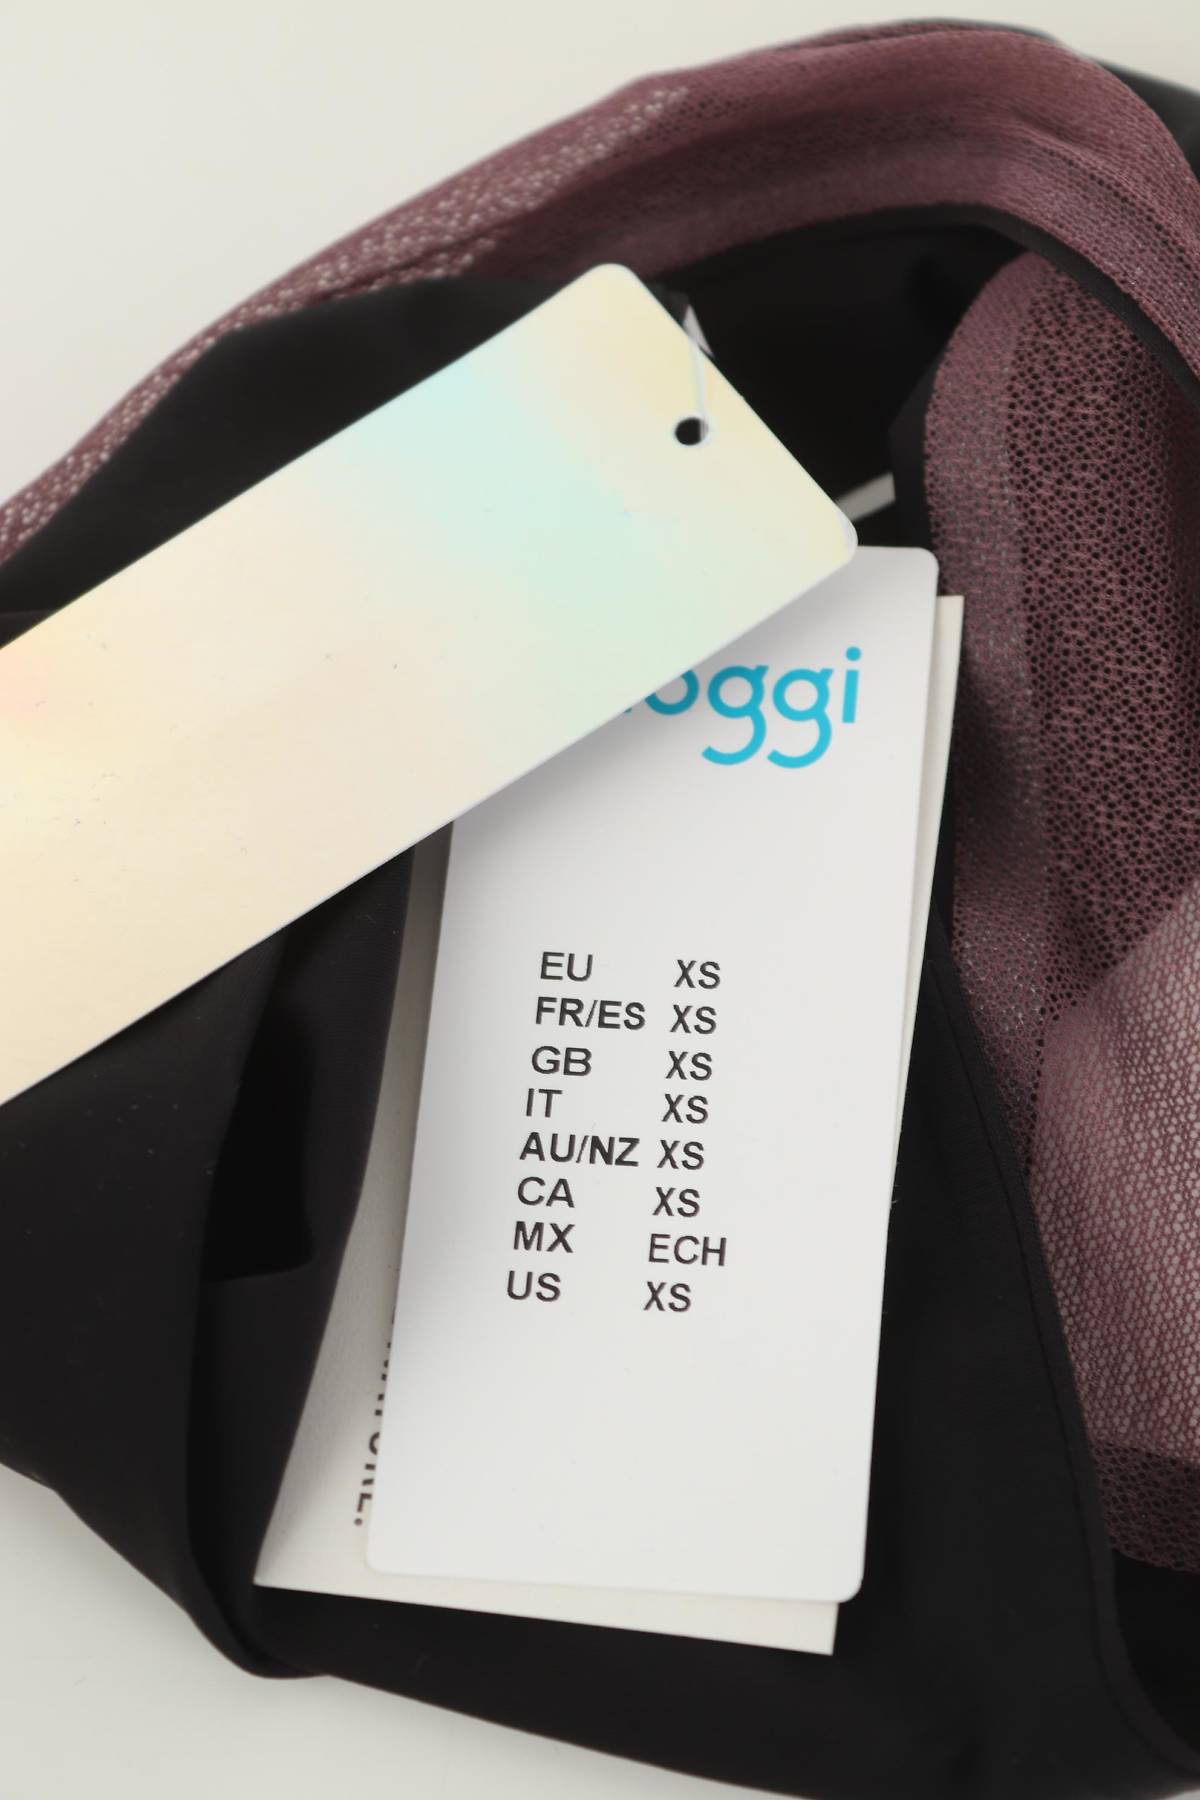 oggi
EU XS
FR/ES XS
GB XS
IT XS
AU/NZ XS
CA XS
MX ECH
US XS